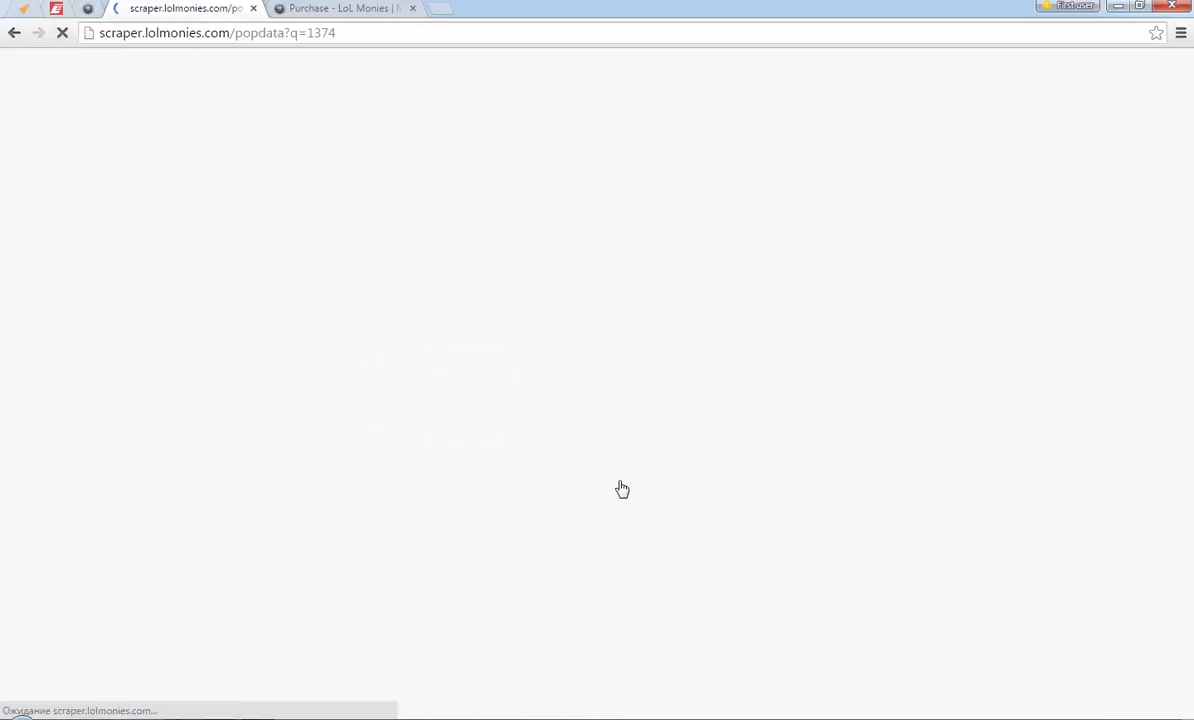 scraper.lolmonies.com/po
Purchase - LoL Monies |
First user
scraper.lolmonies.com/popdata?q=1374
Ожидание scraper.lolmonies.com...